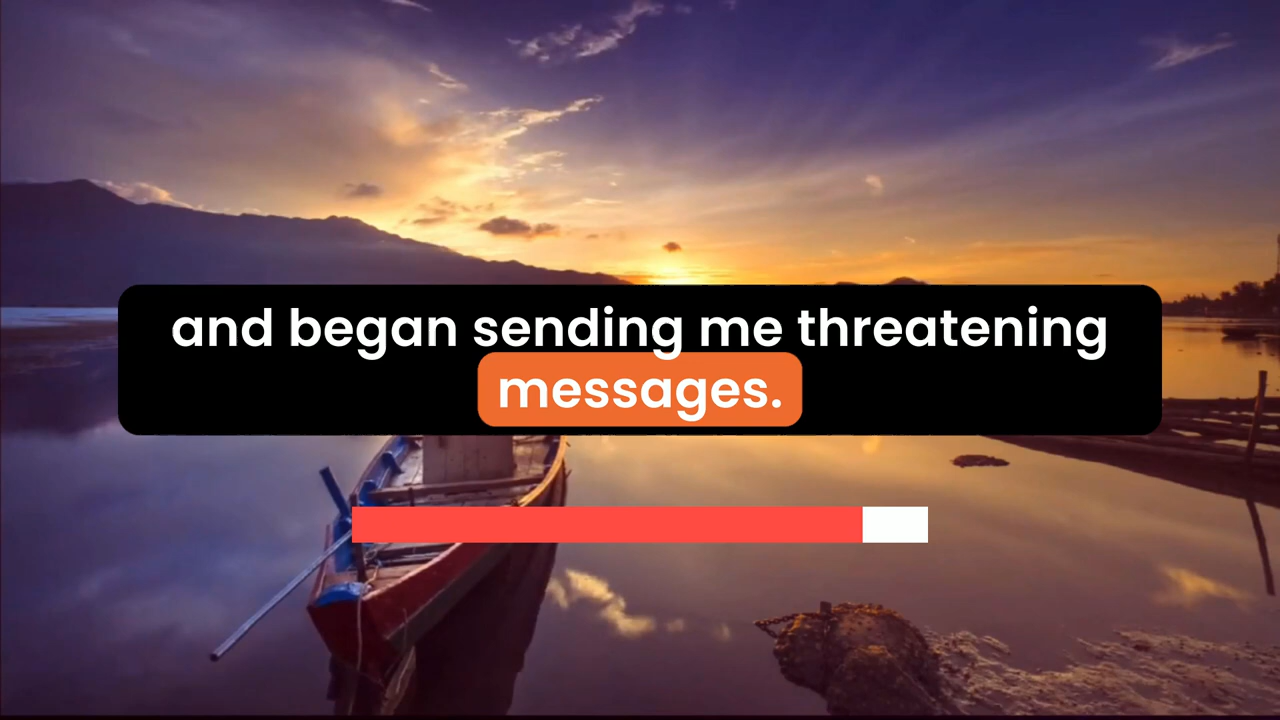 and began sending me threatening
messages.